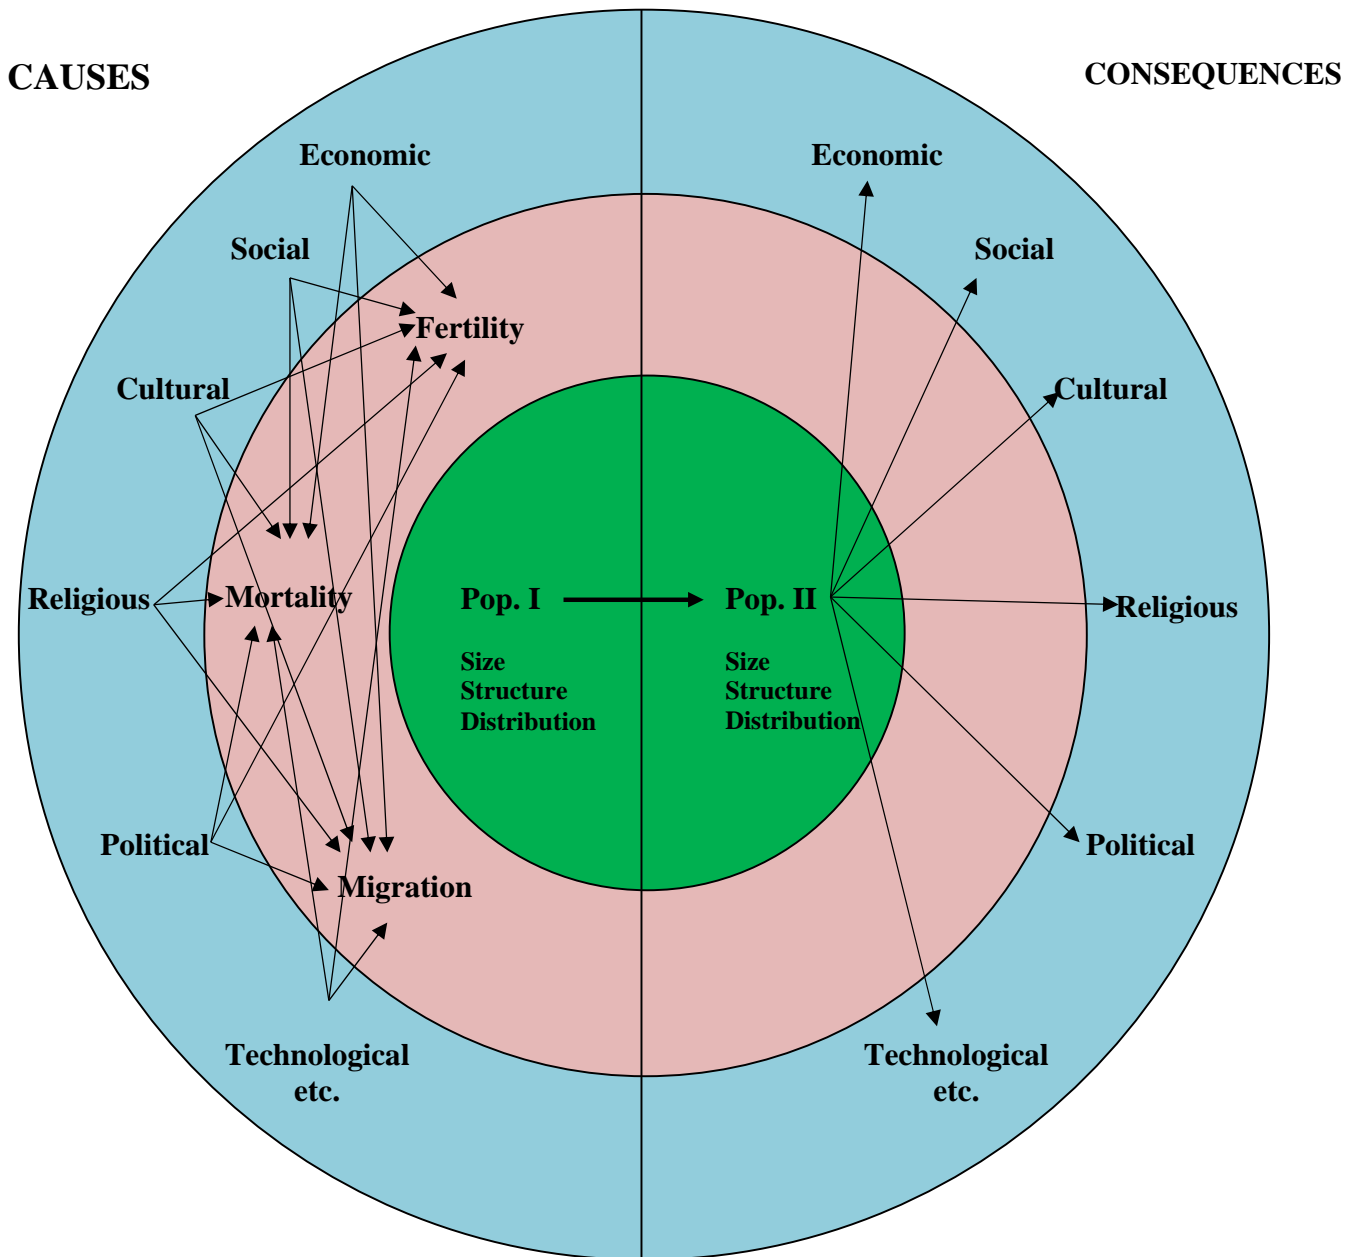 CAUSES
CONSEQUENCES
Economic
Social
Fertility
Cultural
Religious
Mortality
Political
Migration
Technological
etc.
Pop. I
Size
Structure
Distribution
Pop. II
Size
Structure
Distribution
Economic
Social
Cultural
Religious
Political
Technological
etc.